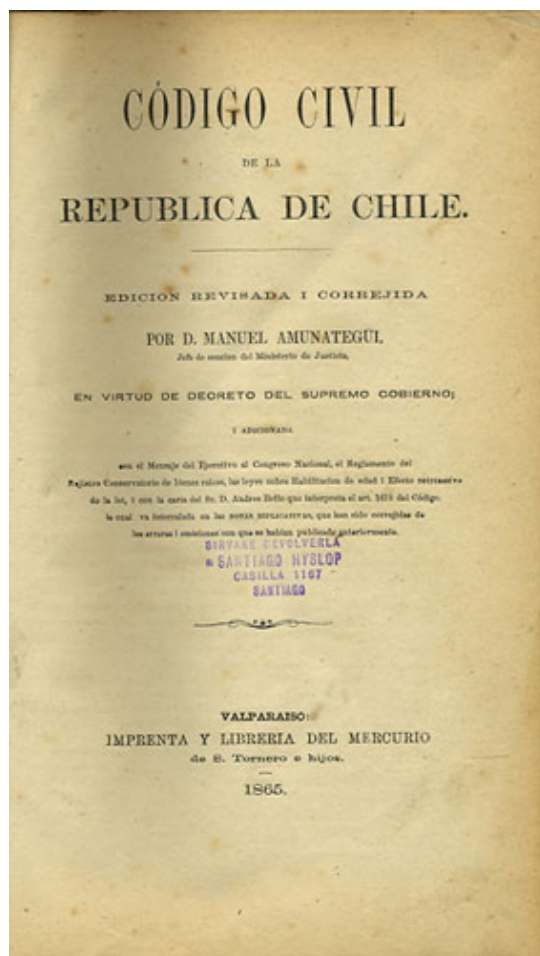 CÓDIGO CIVIL
DE LA
REPUBLICA DE CHILE.
EDICION REVISADA I CORREJIDA
POR D. MANUEL AMUNATEGUI,
Jefe de seccion del Ministerio de Justicia,
EN VIRTUD DE DECRETO DEL SUPREMO GOBIERNO;
I ADICIONADA
con el Mensaje del Ejecutivo al Congreso Nacional, el Reglamento del
Rejistro Conservatorio de bienes raices, las leyes sobre Habilitacion de edad i Efecto retroactivo
de la lei, i con la carta del Sr. D. Andres Bello que interpreta el art. del Código,
la cual va intercalada en las NOTAS ESPLICATIVAS, que han sido correjidas de
los errores i omisiones con que se habian publicado anteriormente.
SIRVASE DEVOLVERLA
a SANTIAGO HYSLOP
CASILLA 1167
SANTIAGO
VALPARAISO:
IMPRENTA Y LIBRERIA DEL MERCURIO
de S. Tornero e hijos.
1865.